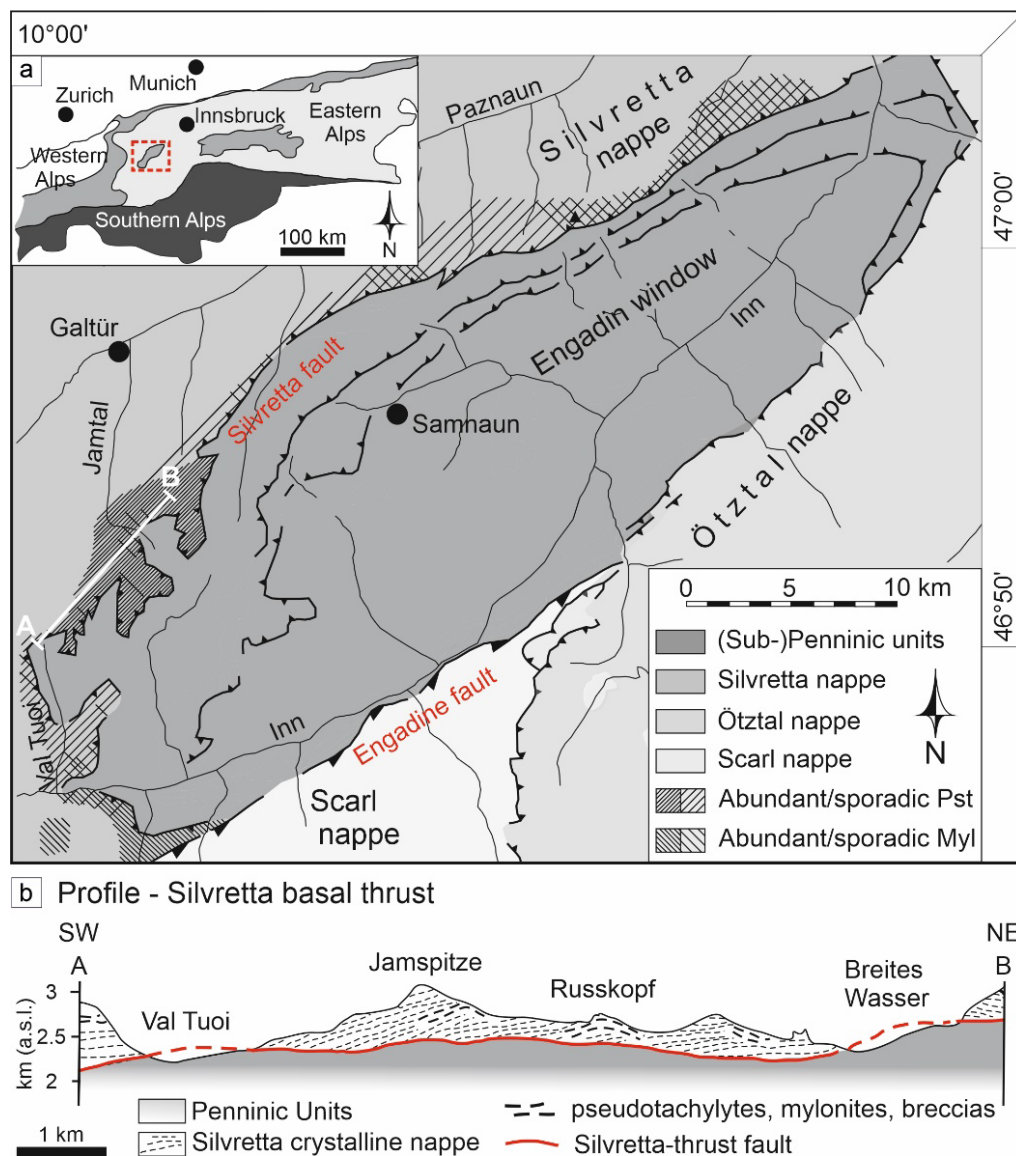 10°00'
a
Munich
Zurich
Innsbruck
Eastern
Alps
Western
Alps
Southern Alps
100 km
N
Paznaun
Silvretta
nappe
47°00'
Engadin window
Inn
Galtür
Silvretta fault
Samnaun
Jamtal
B
Ötztal nappe
A
46°50'
Val Tuoi
Inn
Engadine fault
Scarl
nappe
0 5 10 km
(Sub-)Penninic units
Silvretta nappe
Ötztal nappe
Scarl nappe
Abundant/sporadic Pst
Abundant/sporadic Myl
N
b Profile - Silvretta basal thrust
SW
NE
A
B
Jamspitze
Russkopf
Breites
Wasser
Val Tuoi
km (a.s.l.)
3
2.5
2
Penninic Units
pseudotachylytes, mylonites, breccias
1 km
Silvretta crystalline nappe
Silvretta-thrust fault